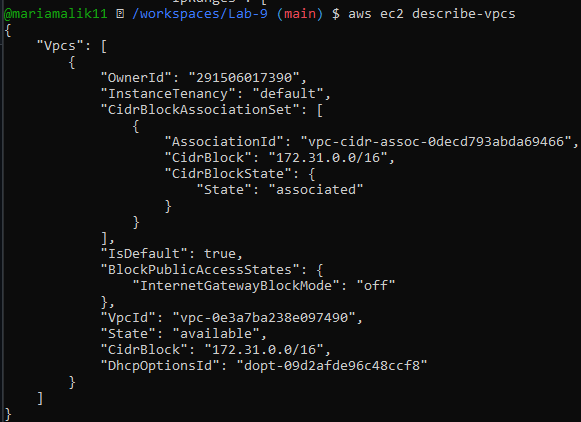 "ipRanges": [
@mariamalik11 /workspaces/Lab-9 (main) $ aws ec2 describe-vpcs
{
"Vpcs": [
{
"OwnerId": "291506017390",
"InstanceTenancy": "default",
"CidrBlockAssociationSet": [
{
"AssociationId": "vpc-cidr-assoc-0decd793abda69466",
"CidrBlock": "172.31.0.0/16",
"CidrBlockState": {
"State": "associated"
}
}
],
"IsDefault": true,
"BlockPublicAccessStates": {
"InternetGatewayBlockMode": "off"
},
"VpcId": "vpc-0e3a7ba238e097490",
"State": "available",
"CidrBlock": "172.31.0.0/16",
"DhcpOptionsId": "dopt-09d2afde96c48ccf8"
}
]
}